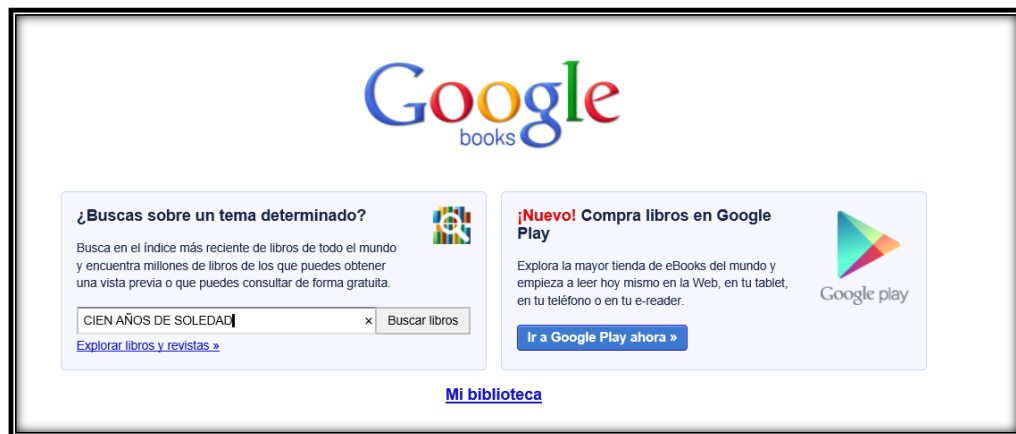 Google
books
¿Buscas sobre un tema determinado?
Busca en el índice más reciente de libros de todo el mundo
y encuentra millones de libros de los que puedes obtener
una vista previa o que puedes consultar de forma gratuita.
CIEN AÑOS DE SOLEDAD × Buscar libros
Explorar libros y revistas »
¡Nuevo! Compra libros en Google
Play
Explora la mayor tienda de eBooks del mundo y
empieza a leer hoy mismo en la Web, en tu tablet,
en tu teléfono o en tu e-reader.
Ir a Google Play ahora »
Google play
Mi biblioteca